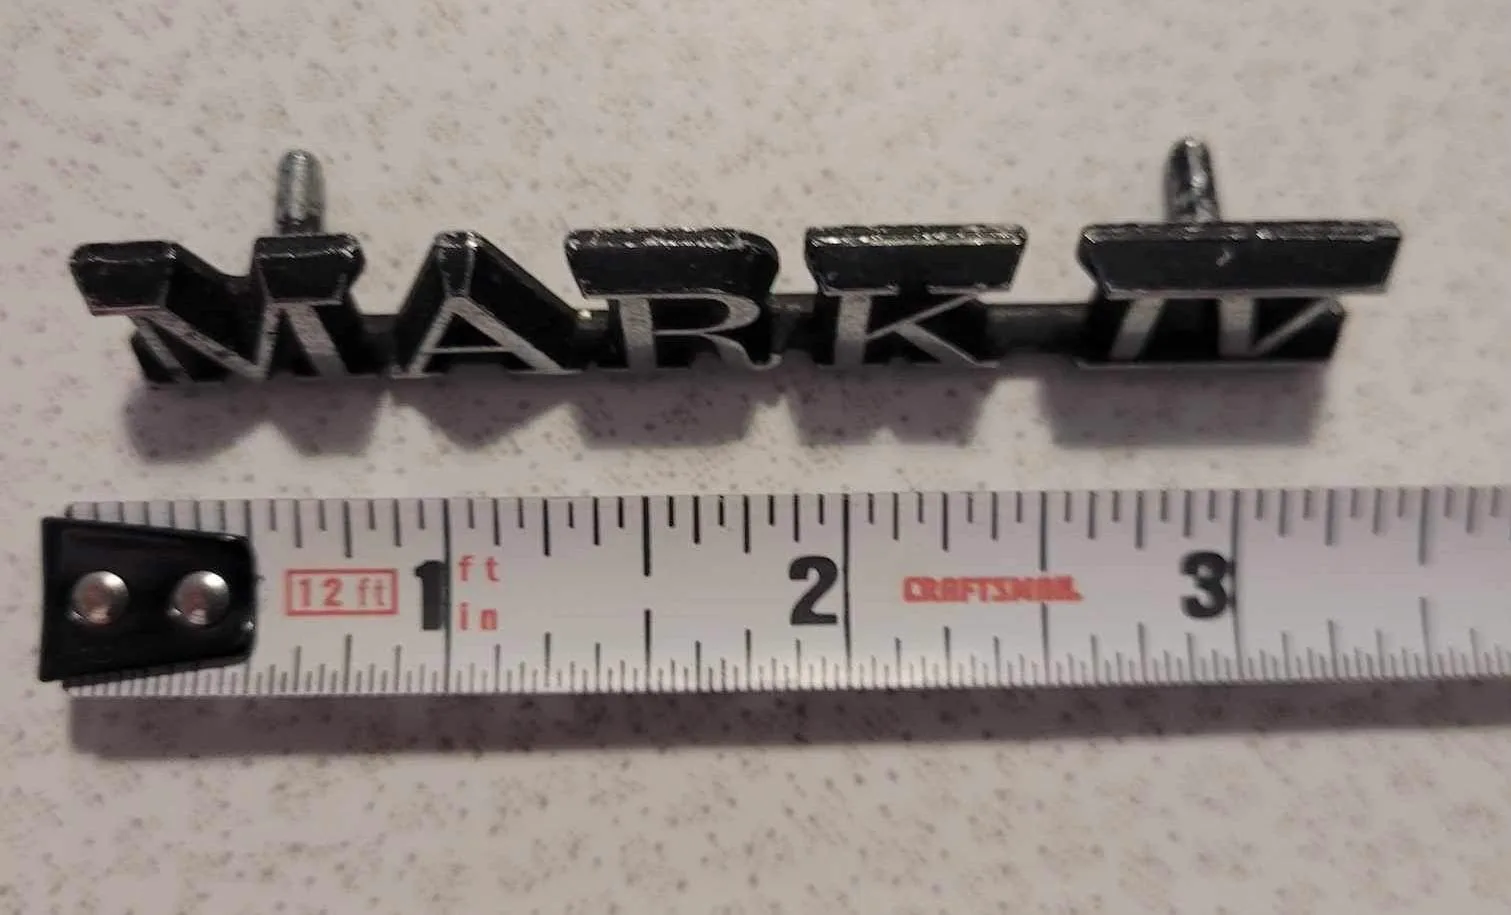 MARK IV
12 ft 1 ft 2 CRAFTSMAN 3
in